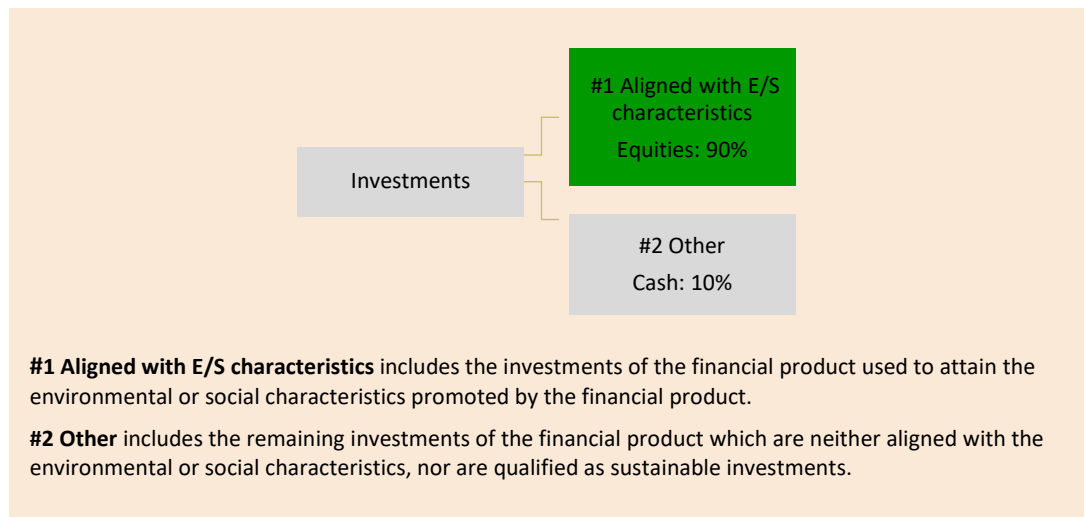 #1 Aligned with E/S
characteristics
Equities: 90%
Investments
#2 Other
Cash: 10%
#1 Aligned with E/S characteristics includes the investments of the financial product used to attain the
environmental or social characteristics promoted by the financial product.
#2 Other includes the remaining investments of the financial product which are neither aligned with the
environmental or social characteristics, nor are qualified as sustainable investments.